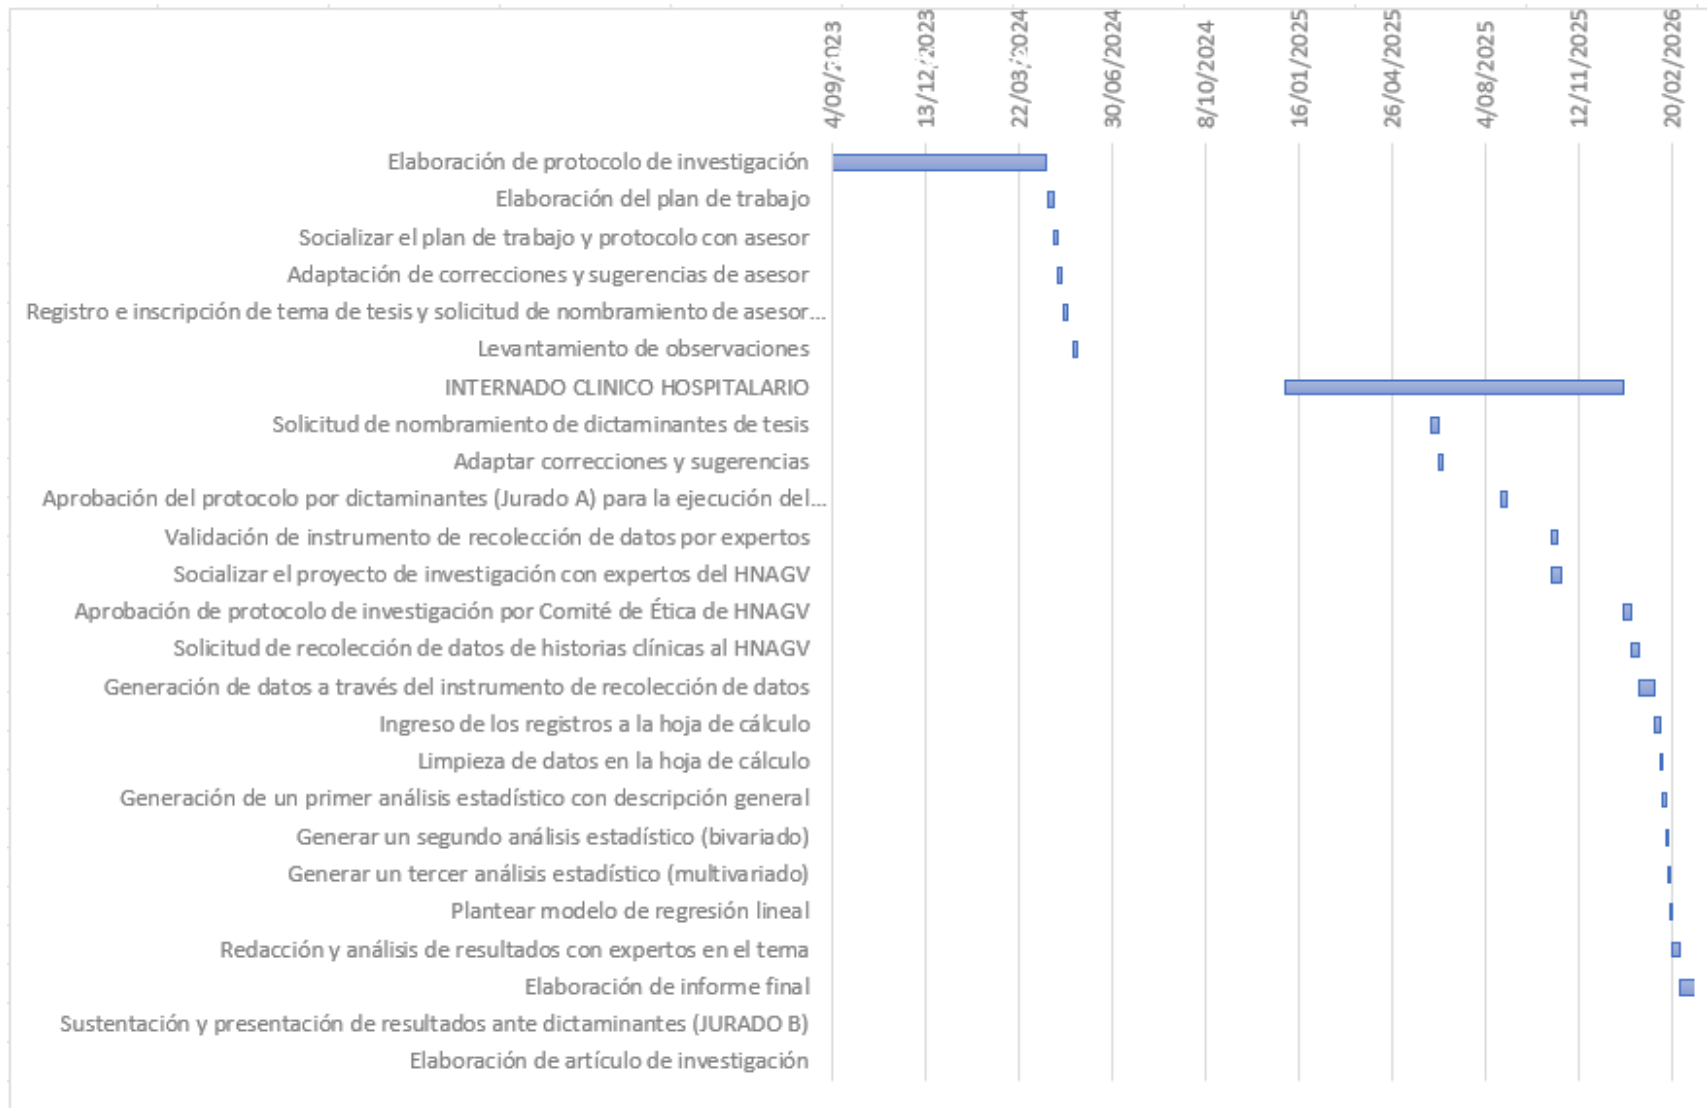 4/09/2023
13/12/2023
22/03/2024
30/06/2024
8/10/2024
16/01/2025
26/04/2025
4/08/2025
12/11/2025
20/02/2026
Elaboración de protocolo de investigación
Elaboración del plan de trabajo
Socializar el plan de trabajo y protocolo con asesor
Adaptación de correcciones y sugerencias de asesor
Registro e inscripción de tema de tesis y solicitud de nombramiento de asesor...
Levantamiento de observaciones
INTERNADO CLINICO HOSPITALARIO
Solicitud de nombramiento de dictaminantes de tesis
Adaptar correcciones y sugerencias
Aprobación del protocolo por dictaminantes (Jurado A) para la ejecución del...
Validación de instrumento de recolección de datos por expertos
Socializar el proyecto de investigación con expertos del HNAGV
Aprobación de protocolo de investigación por Comité de Ética de HNAGV
Solicitud de recolección de datos de historias clínicas al HNAGV
Generación de datos a través del instrumento de recolección de datos
Ingreso de los registros a la hoja de cálculo
Limpieza de datos en la hoja de cálculo
Generación de un primer análisis estadístico con descripción general
Generar un segundo análisis estadístico (bivariado)
Generar un tercer análisis estadístico (multivariado)
Plantear modelo de regresión lineal
Redacción y análisis de resultados con expertos en el tema
Elaboración de informe final
Sustentación y presentación de resultados ante dictaminantes (JURADO B)
Elaboración de artículo de investigación